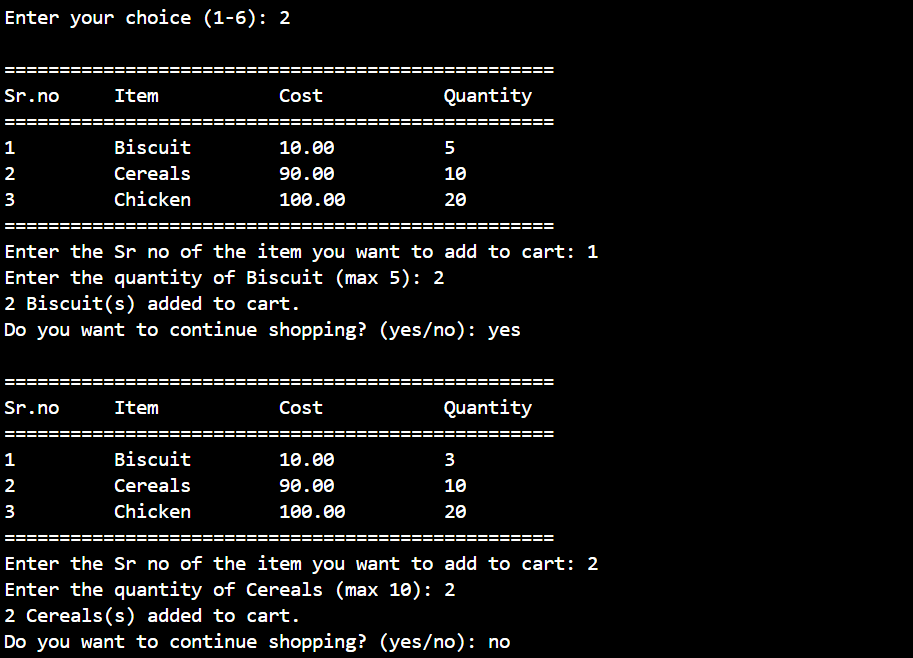 Enter your choice (1-6): 2
==================================================
Sr.no     Item           Cost           Quantity
==================================================
1         Biscuit        10.00          5
2         Cereals        90.00          10
3         Chicken        100.00         20
==================================================
Enter the Sr no of the item you want to add to cart: 1
Enter the quantity of Biscuit (max 5): 2
2 Biscuit(s) added to cart.
Do you want to continue shopping? (yes/no): yes
==================================================
Sr.no     Item           Cost           Quantity
==================================================
1         Biscuit        10.00          3
2         Cereals        90.00          10
3         Chicken        100.00         20
==================================================
Enter the Sr no of the item you want to add to cart: 2
Enter the quantity of Cereals (max 10): 2
2 Cereals(s) added to cart.
Do you want to continue shopping? (yes/no): no